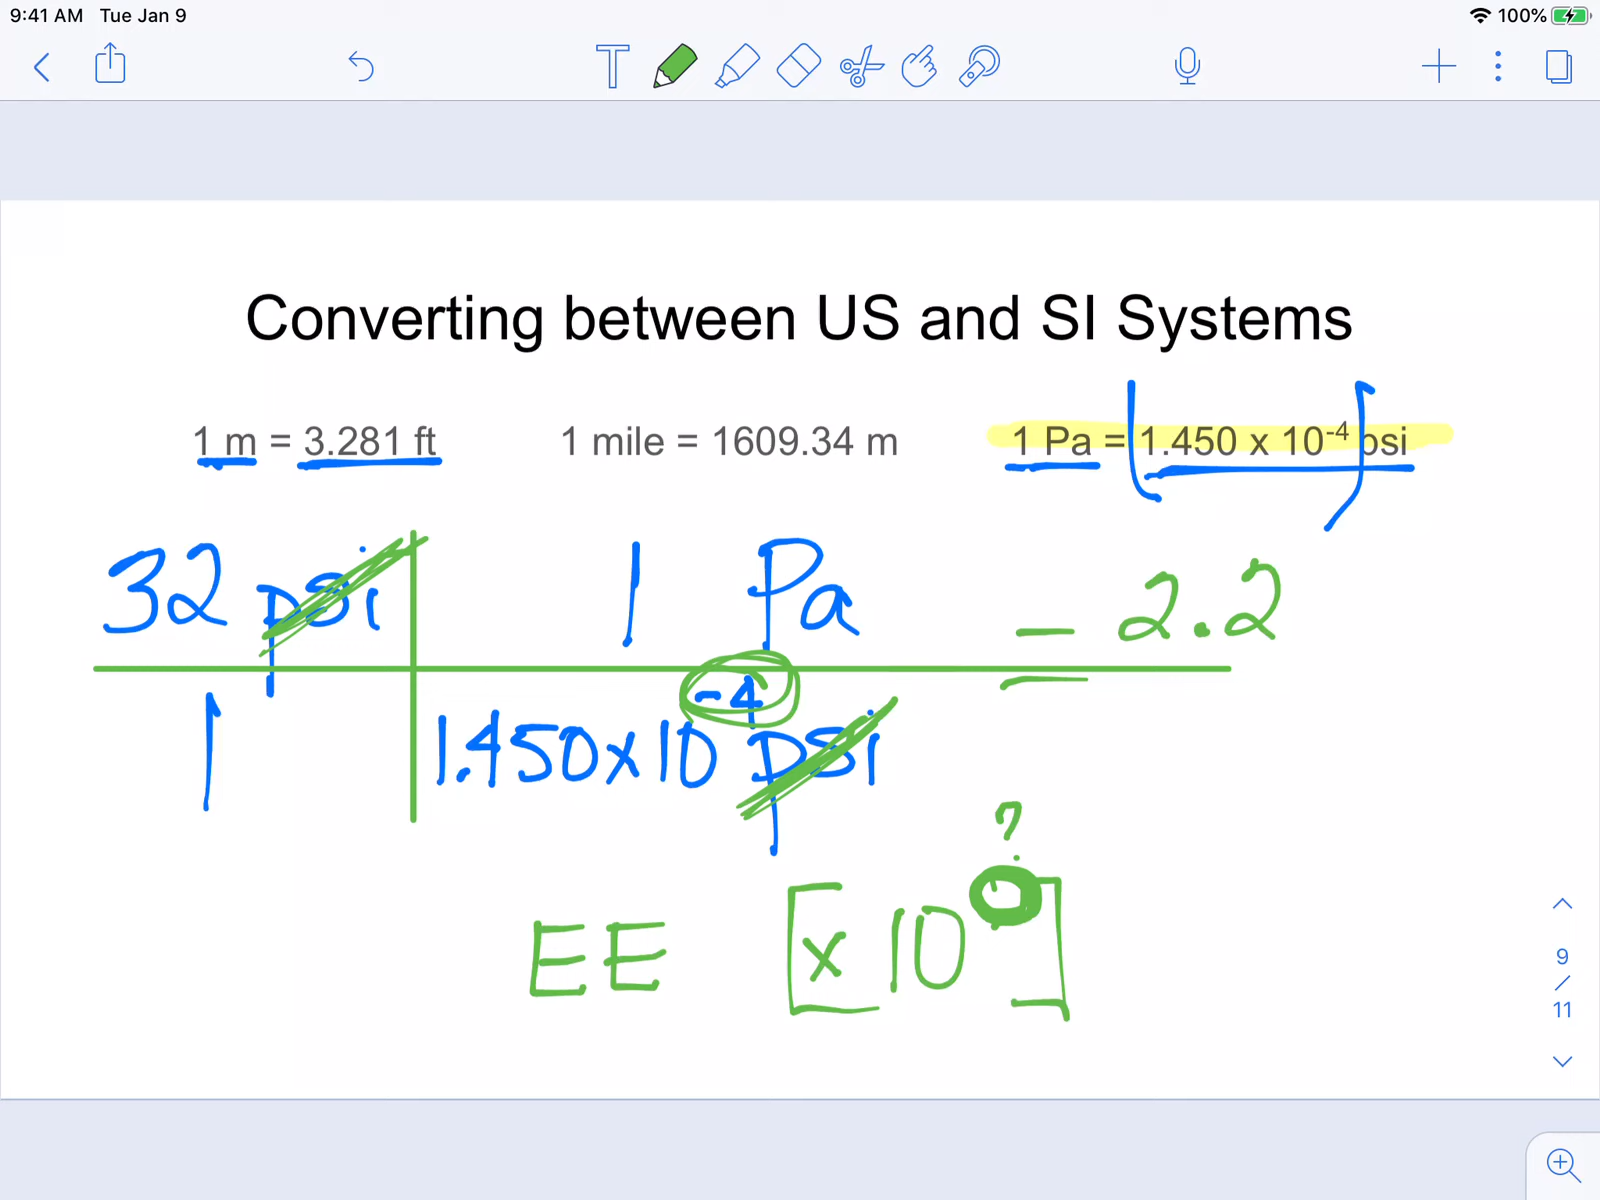 9:41 AM Tue Jan 9 100%
T
Converting between US and SI Systems
1 m = 3.281 ft 1 mile = 1609.34 m 1 Pa = (1.450 x 10⁻⁴) psi
32 psi 1 Pa = 2.2
1 1.450x10⁻⁴ psi
?
EE [x 10 ]
9
/
11